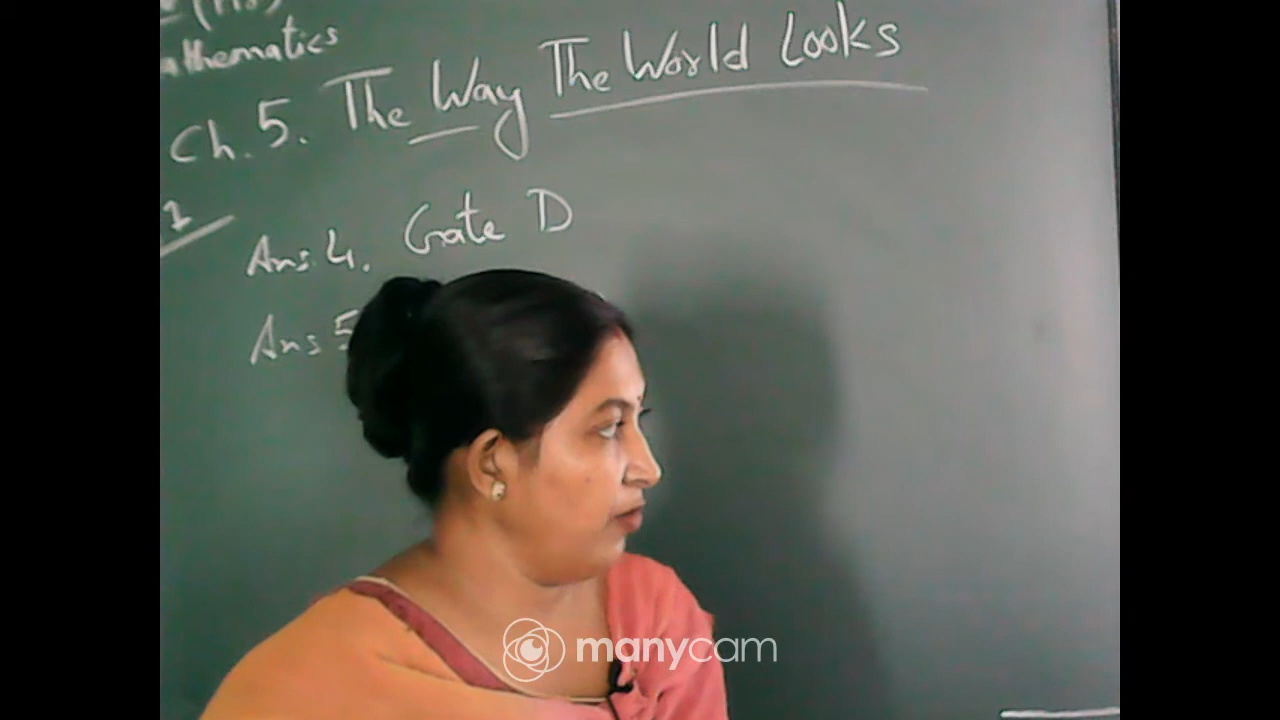 athematics
Ch. 5. The Way The World Looks
1
Ans 4. Gate D
Ans 5
manycam